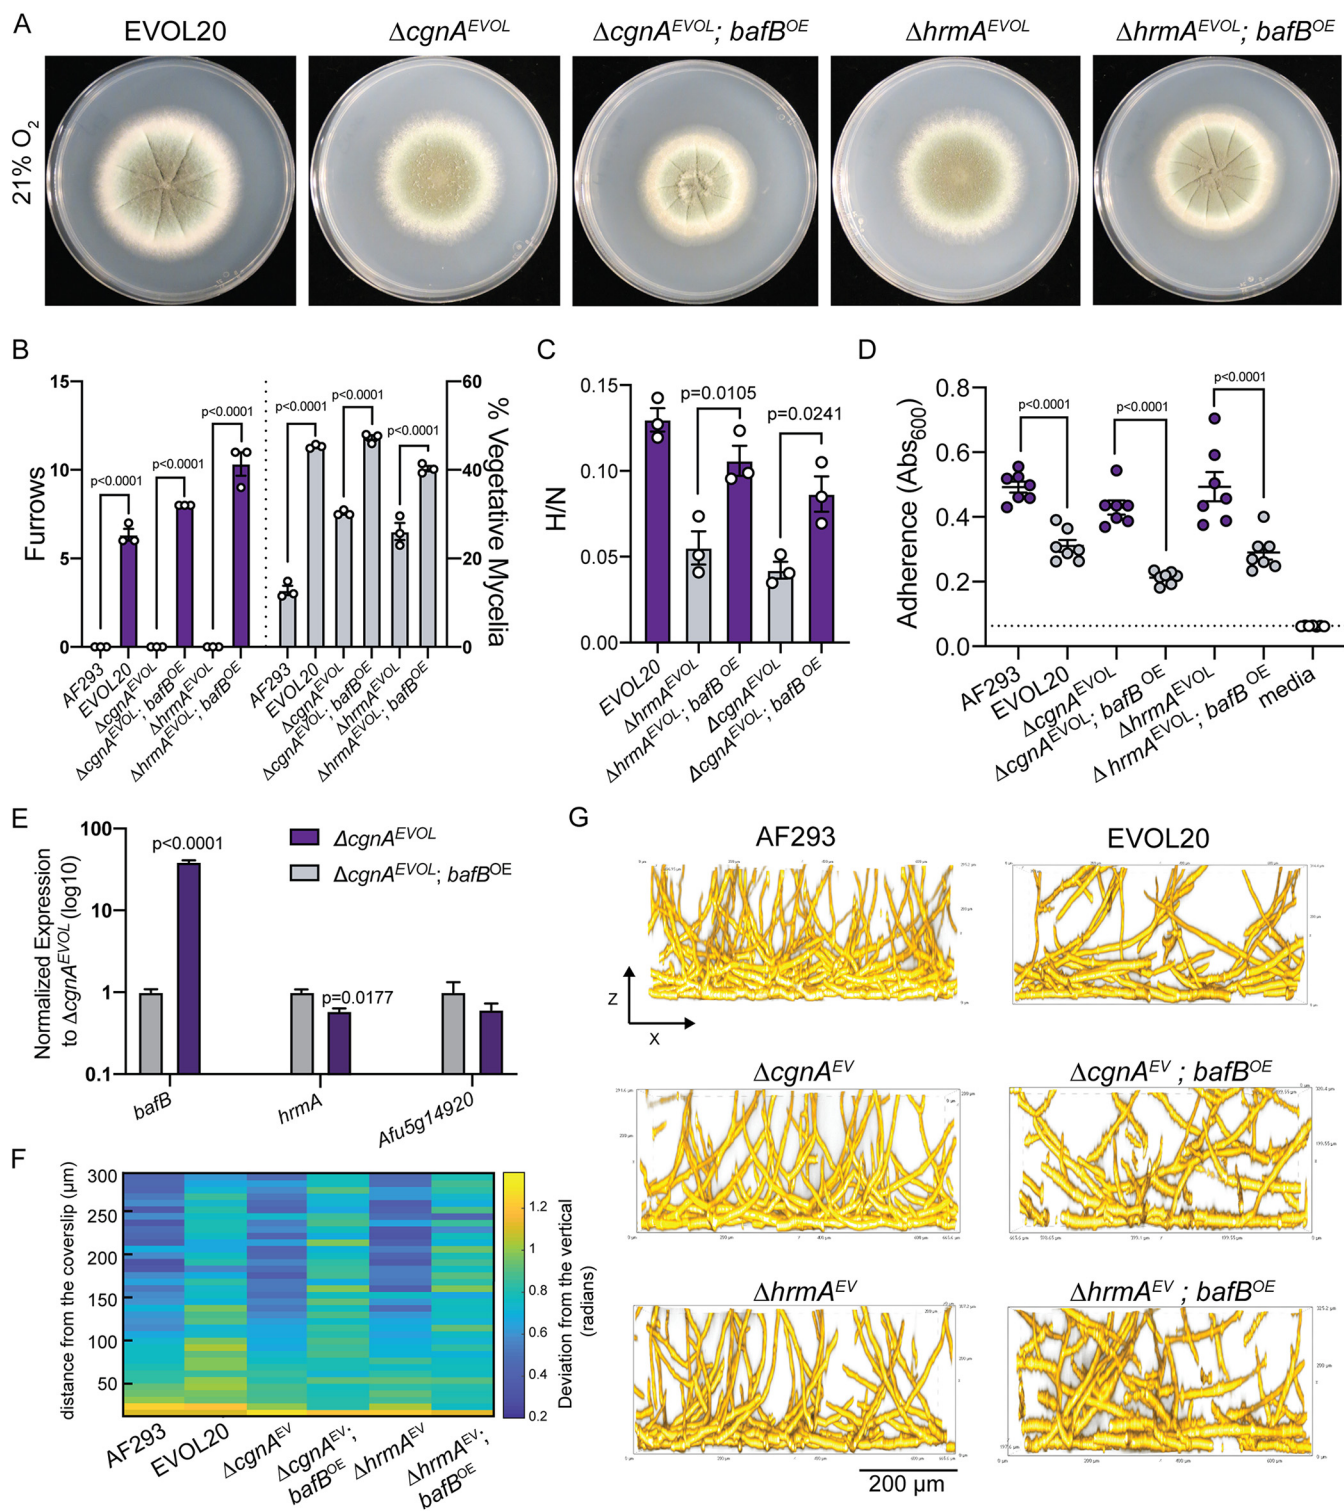 A
EVOL20
ΔcgnA^EVOL
ΔcgnA^EVOL; bafB^OE
ΔhrmA^EVOL
ΔhrmA^EVOL; bafB^OE
21% O₂
B
Furrows
15
10
5
0
p<0.0001
p<0.0001
p<0.0001
p<0.0001
p<0.0001
p<0.0001
60
40
20
0
% Vegetative Mycelia
AF293
EVOL20
ΔcgnA^EVOL
ΔcgnA^EVOL; bafB^OE
ΔhrmA^EVOL
ΔhrmA^EVOL; bafB^OE
AF293
EVOL20
ΔcgnA^EVOL
ΔcgnA^EVOL; bafB^OE
ΔhrmA^EVOL
ΔhrmA^EVOL; bafB^OE
C
H/N
0.15
0.10
0.05
0.00
p=0.0105
p=0.0241
EVOL20
ΔhrmA^EVOL
ΔhrmA^EVOL; bafB^OE
ΔcgnA^EVOL
ΔcgnA^EVOL; bafB^OE
D
Adherence (Abs₆₀₀)
0.8
0.6
0.4
0.2
0.0
p<0.0001
p<0.0001
p<0.0001
AF293
EVOL20
ΔcgnA^EVOL
ΔcgnA^EVOL; bafB^OE
ΔhrmA^EVOL
ΔhrmA^EVOL; bafB^OE
media
E
Normalized Expression
to ΔcgnA^EVOL (log10)
100
10
1
0.1
p<0.0001
p=0.0177
ΔcgnA^EVOL
ΔcgnA^EVOL; bafB^OE
bafB
hrmA
Afu5g14920
F
distance from the coverslip (µm)
300
250
200
150
100
50
AF293
EVOL20
ΔcgnA^EV
ΔcgnA^EV;
bafB^OE
ΔhrmA^EV
ΔhrmA^EV;
bafB^OE
1.2
1
0.8
0.6
0.4
0.2
Deviation from the vertical
(radians)
G
AF293
EVOL20
Z
X
ΔcgnA^EV
ΔcgnA^EV ; bafB^OE
ΔhrmA^EV
ΔhrmA^EV ; bafB^OE
200 µm